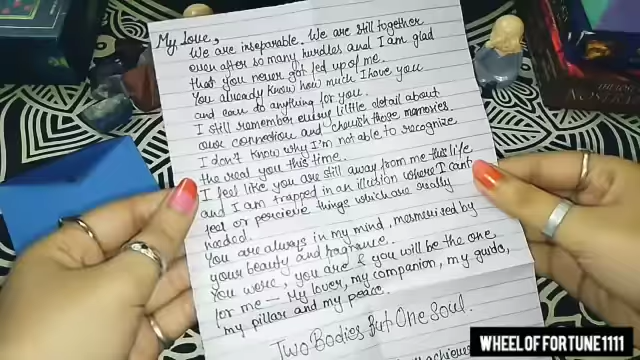 My Love,
We are inseparable. We are still together
even after so many hurdles and I am glad
that you never got fed up of me.
You already know how much I love you
and can do anything for you.
I still remember every little detail about
our connection and cherish those memories.
I don't know why I'm not able to recognize
the real you this time.
I feel like you are still away from me this life
and I am trapped in an illusion where I cant
feel or percieve things which are really
needed.
You are always in my mind, mesmerised by
your beauty and fragrance.
You were, you are & you will be the one
for me — My lover, my companion, my guide,
my pillar and my peace.
Two Bodies But One Soul.
WHEEL OF FORTUNE1111